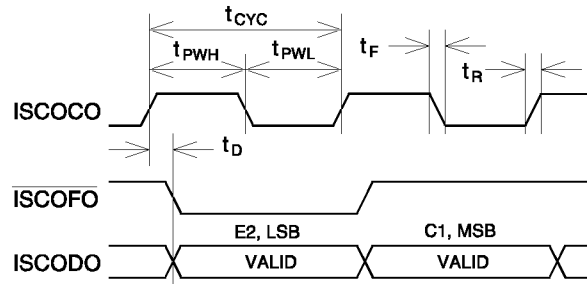 tCYC
tPWH tPWL tF
tR
ISCOCO
tD
ISCOFO
E2, LSB C1, MSB
ISCODO VALID VALID